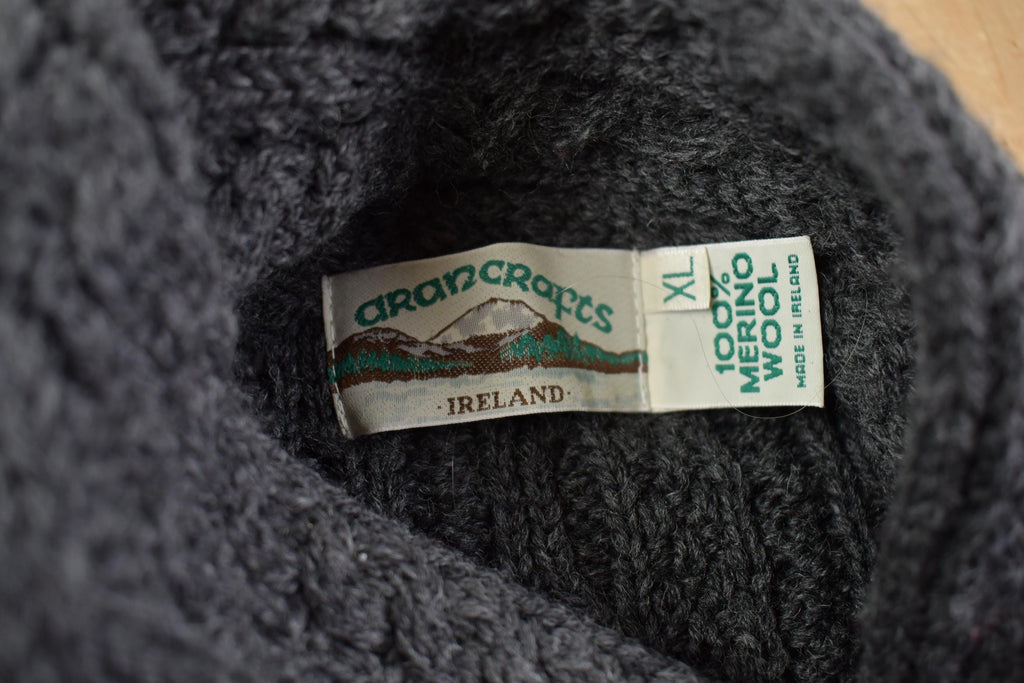 arancrafts
·IRELAND·
XL
100%
MERINO
WOOL
MADE IN IRELAND